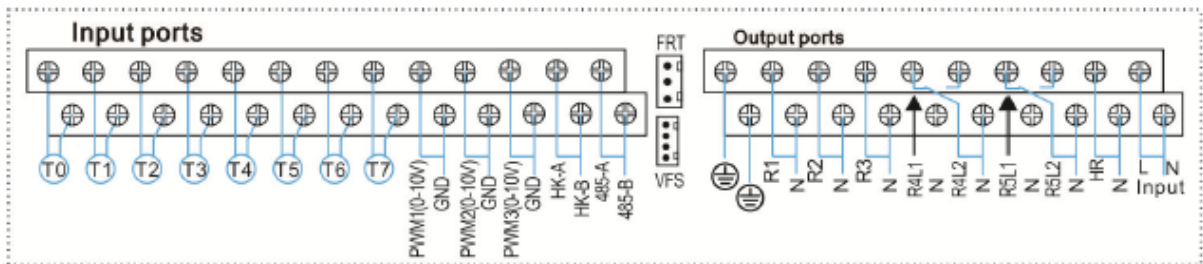 Input ports
FRT
Output ports
T0 T1 T2 T3 T4 T5 T6 T7
PWM1(0-10V)
GND
PWM2(0-10V)
GND
PWM3(0-10V)
GND
HK-A
HK-B
485-A
485-B
VFS
R1
N
R2
N
R3
N
R4L1
N
R4L2
N
R5L1
N
R5L2
N
HR
N
L N
Input